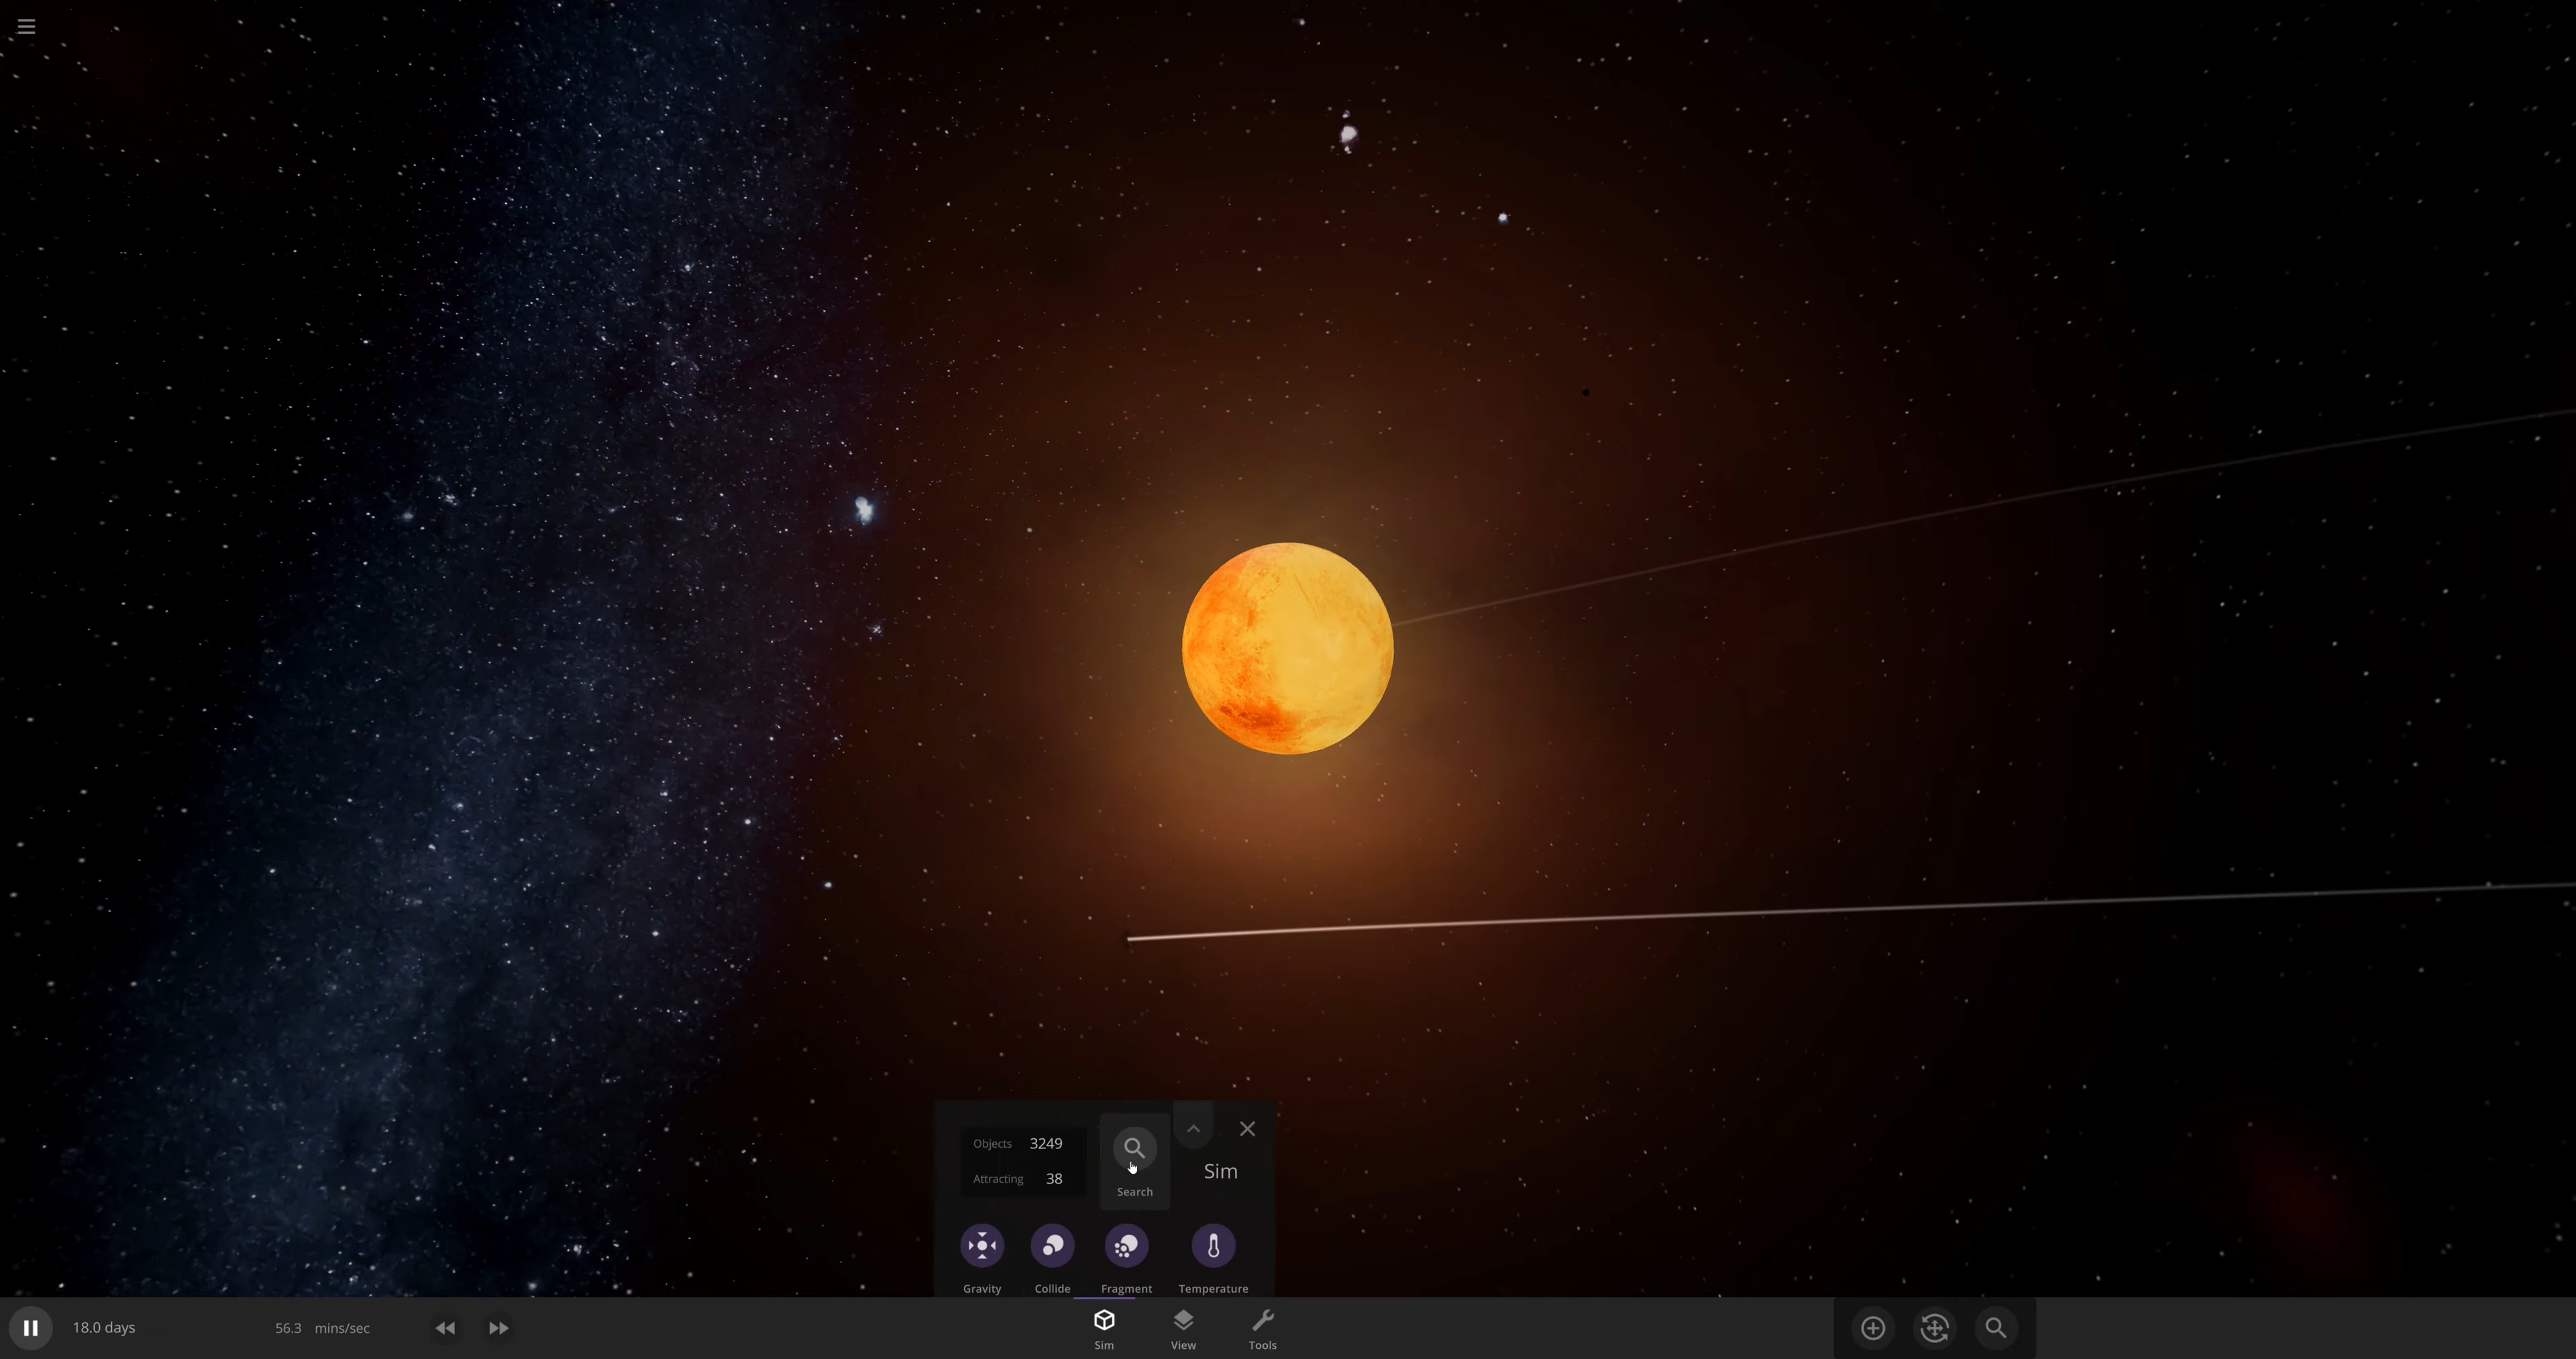 Objects 3249
Attracting 38
Search
Sim
Gravity Collide Fragment Temperature
18.0 days 56.3 mins/sec
Sim View Tools